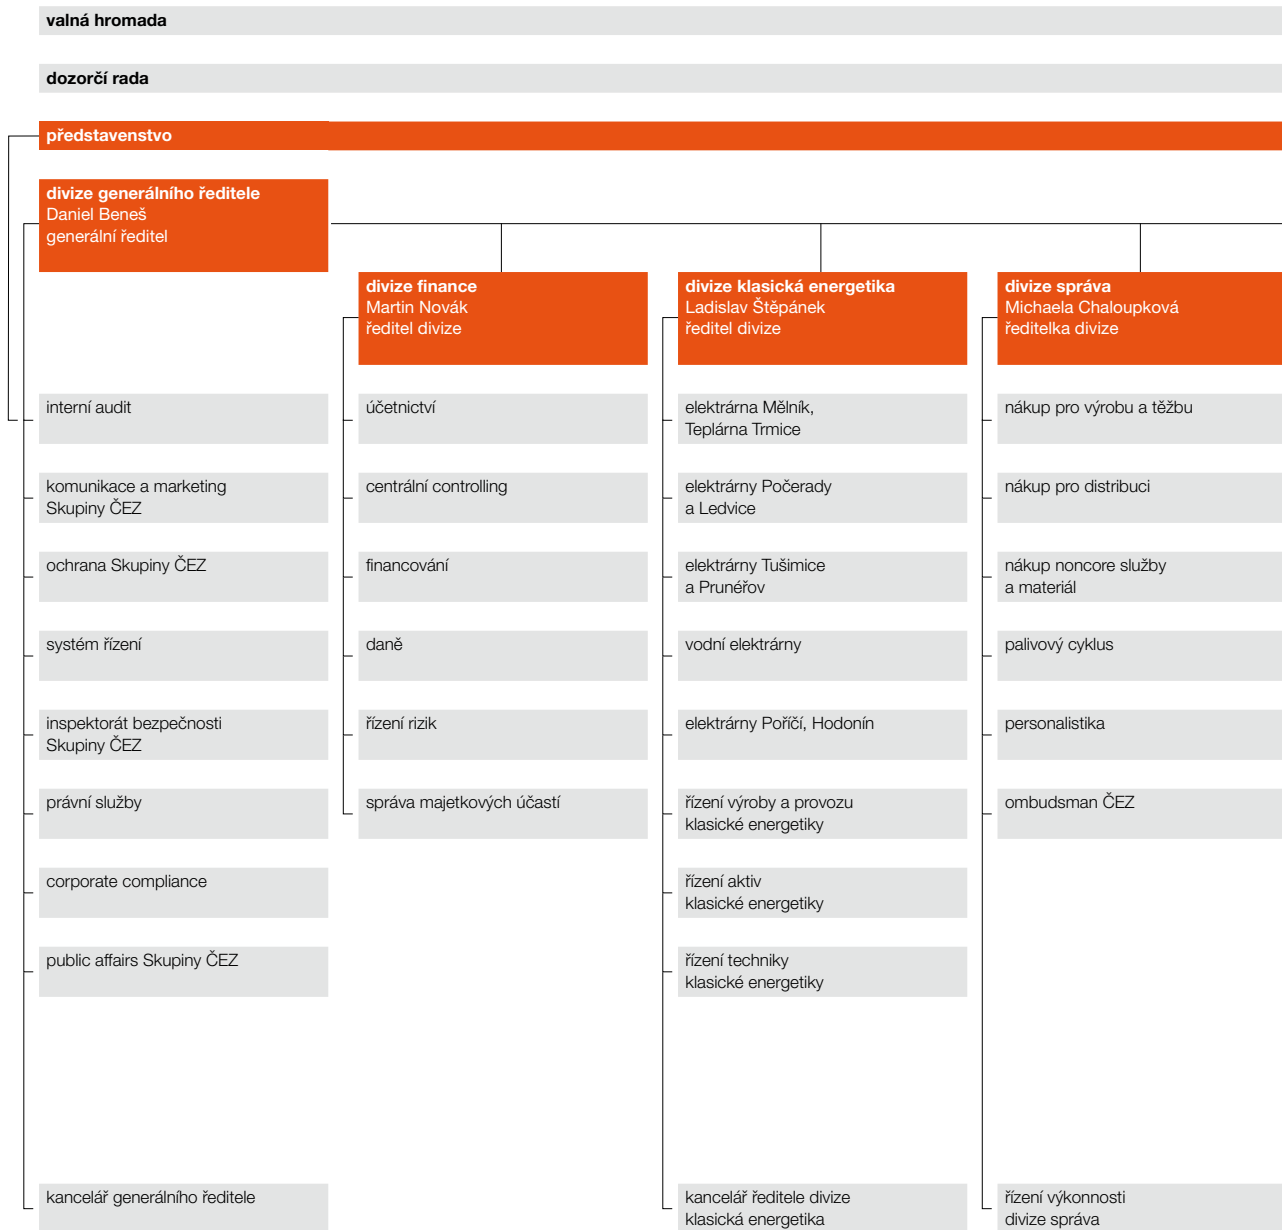 valná hromada
dozorčí rada
představenstvo
divize generálního ředitele
Daniel Beneš
generální ředitel
divize finance
Martin Novák
ředitel divize
divize klasická energetika
Ladislav Štěpánek
ředitel divize
divize správa
Michaela Chaloupková
ředitelka divize
interní audit
komunikace a marketing
Skupiny ČEZ
ochrana Skupiny ČEZ
systém řízení
inspektorát bezpečnosti
Skupiny ČEZ
právní služby
corporate compliance
public affairs Skupiny ČEZ
kancelář generálního ředitele
účetnictví
centrální controlling
financování
daně
řízení rizik
správa majetkových účastí
elektrárna Mělník,
Teplárna Trmice
elektrárny Počerady
a Ledvice
elektrárny Tušimice
a Prunéřov
vodní elektrárny
elektrárny Poříčí, Hodonín
řízení výroby a provozu
klasické energetiky
řízení aktiv
klasické energetiky
řízení techniky
klasické energetiky
kancelář ředitele divize
klasická energetika
nákup pro výrobu a těžbu
nákup pro distribuci
nákup noncore služby
a materiál
palivový cyklus
personalistika
ombudsman ČEZ
řízení výkonnosti
divize správa